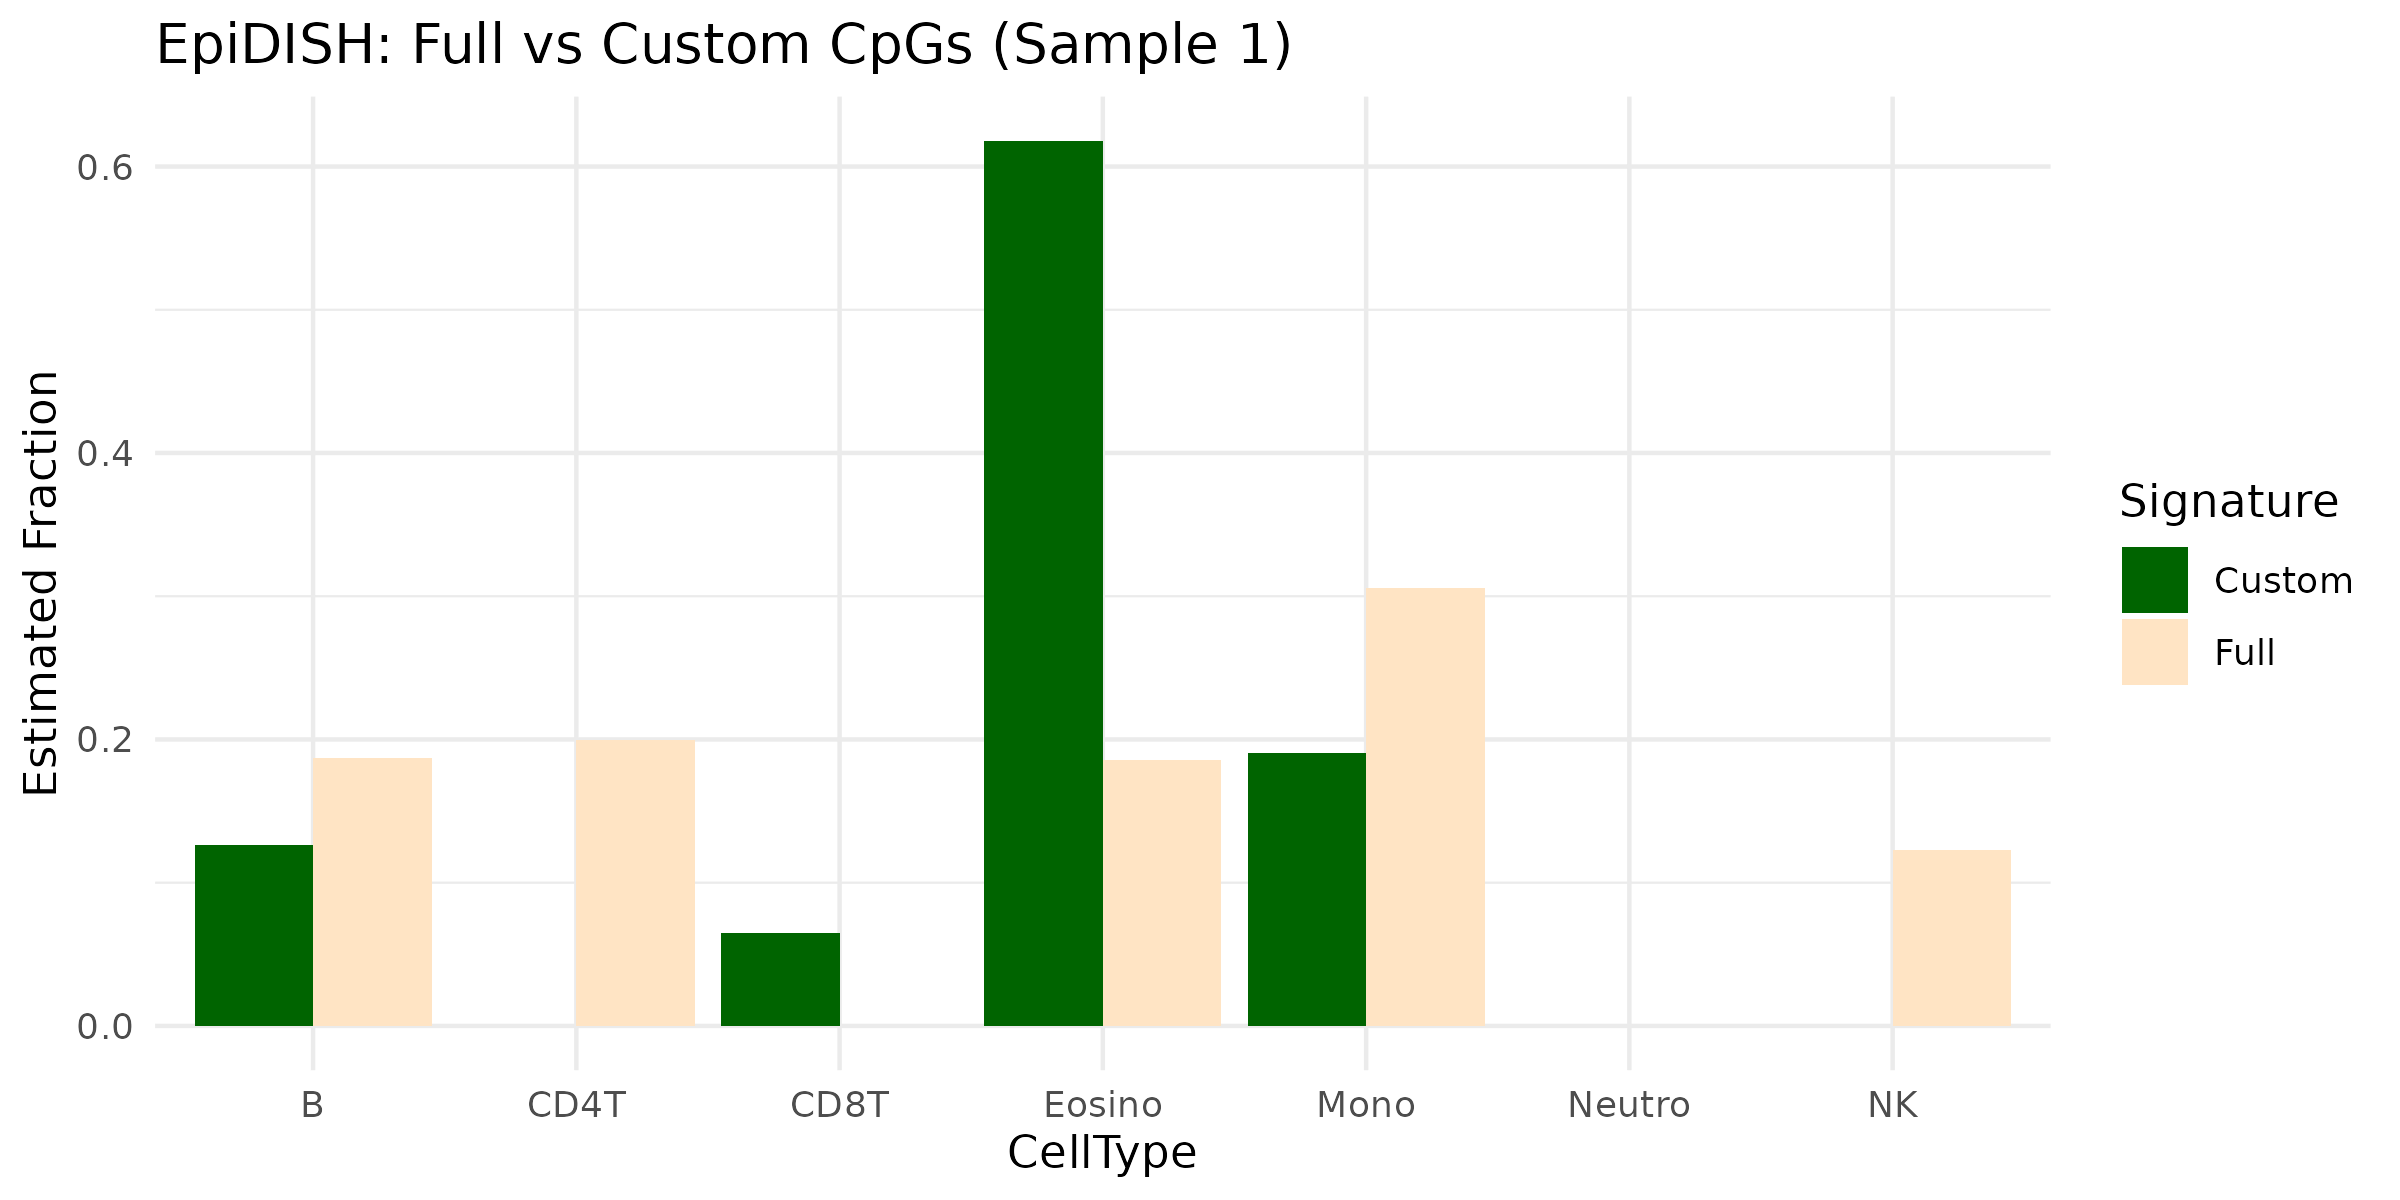 EpiDISH: Full vs Custom CpGs (Sample 1)
Estimated Fraction
0.6
0.4
0.2
0.0
B
CD4T
CD8T
Eosino
Mono
Neutro
NK
CellType
Signature
Custom
Full